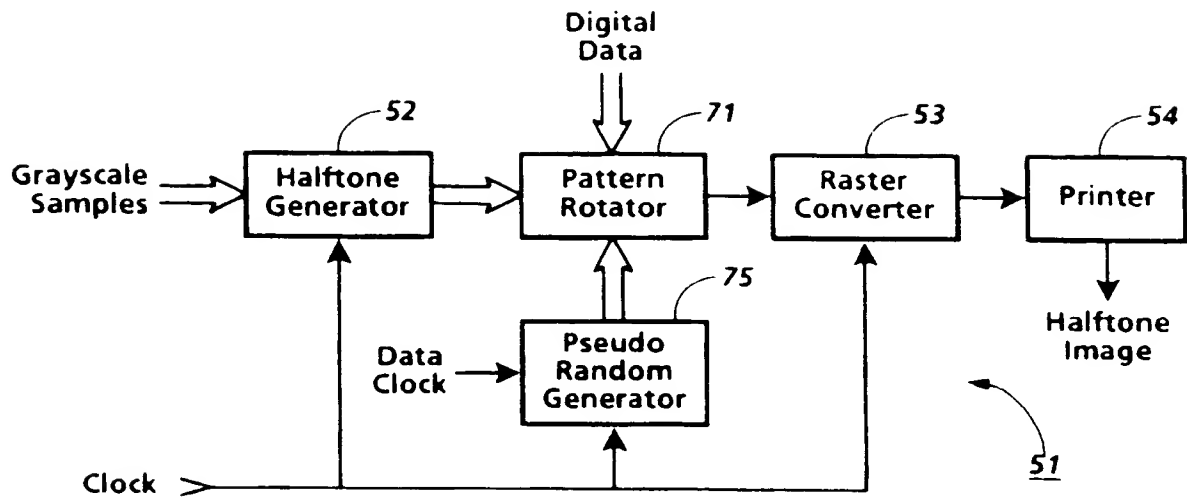 Digital
Data
52
71
53
54
Grayscale
Samples
Halftone
Generator
Pattern
Rotator
Raster
Converter
Printer
75
Data
Clock
Pseudo
Random
Generator
Halftone
Image
51
Clock